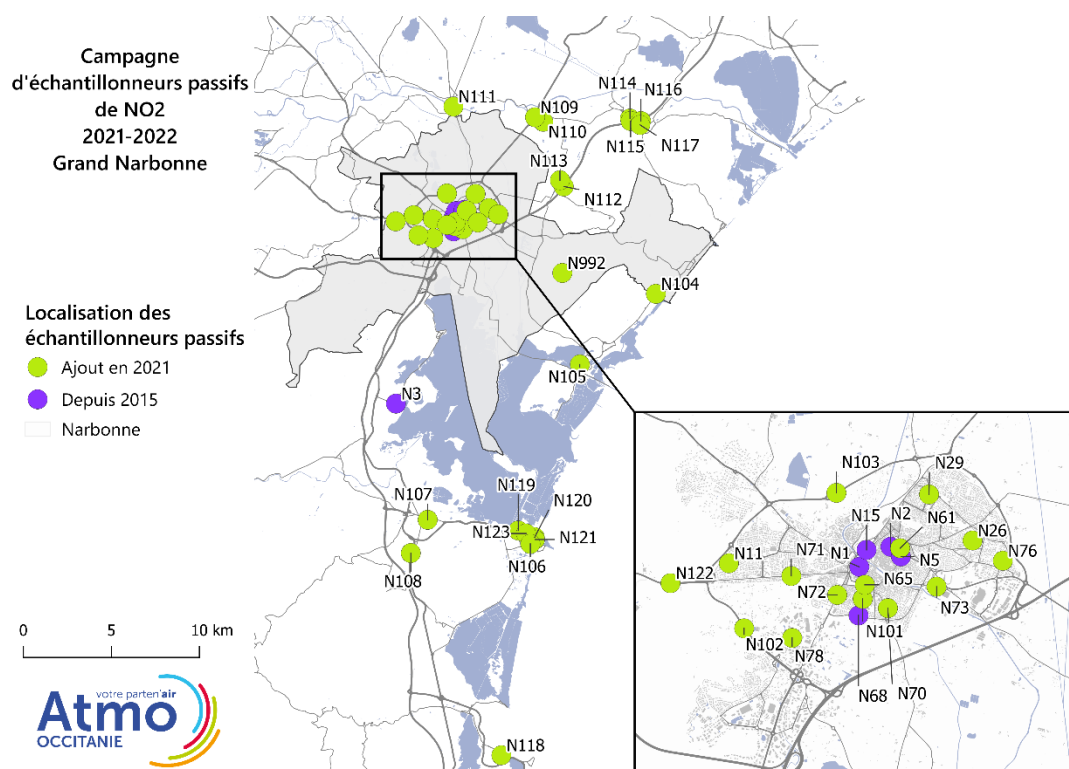 Campagne
d'échantillonneurs passifs
de NO2
2021-2022
Grand Narbonne
Localisation des
échantillonneurs passifs
Ajout en 2021
Depuis 2015
Narbonne
0 5 10 km
votre parten'air
Atmo
OCCITANIE
N111
N109
N110
N114
N116
N115
N117
N113
N112
N992
N104
N105
N3
N107
N108
N119
N120
N123
N121
N106
N118
N103
N29
N15
N2
N61
N26
N11
N71
N1
N5
N76
N122
N72
N65
N73
N102
N78
N101
N68
N70